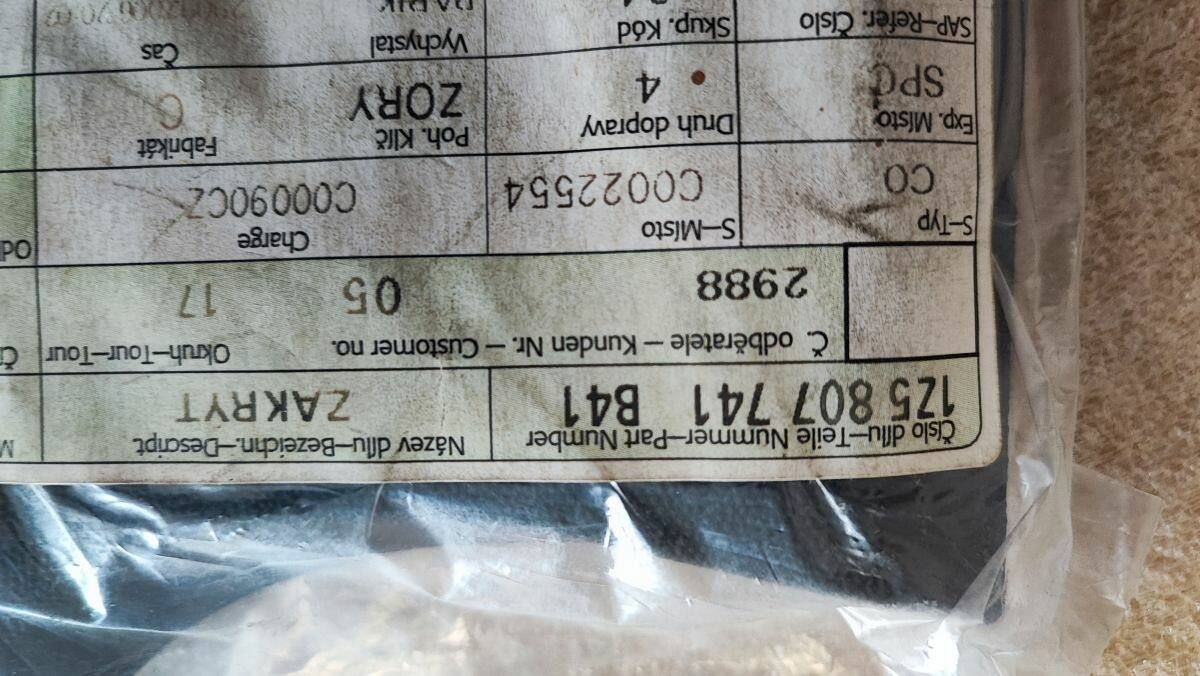 Číslo dílu–Teile Nummer–Part Number
1Z5 807 741 B41
Název dílu–Bezeichn.–Descript
ZAKRYT
Č. odběratele – Kunden Nr. – Customer no.
2988 05
Okruh–Tour–Tour
17
S–Typ
CO
S–Místo
C0022554
Charge
C00090CZ
Exp. Místo
SPC
Druh dopravy
4
Poh. Klíč
ZORY
Fabrikát
C
SAP–Refer. Číslo
Skup. Kód
Vychystal
Čas